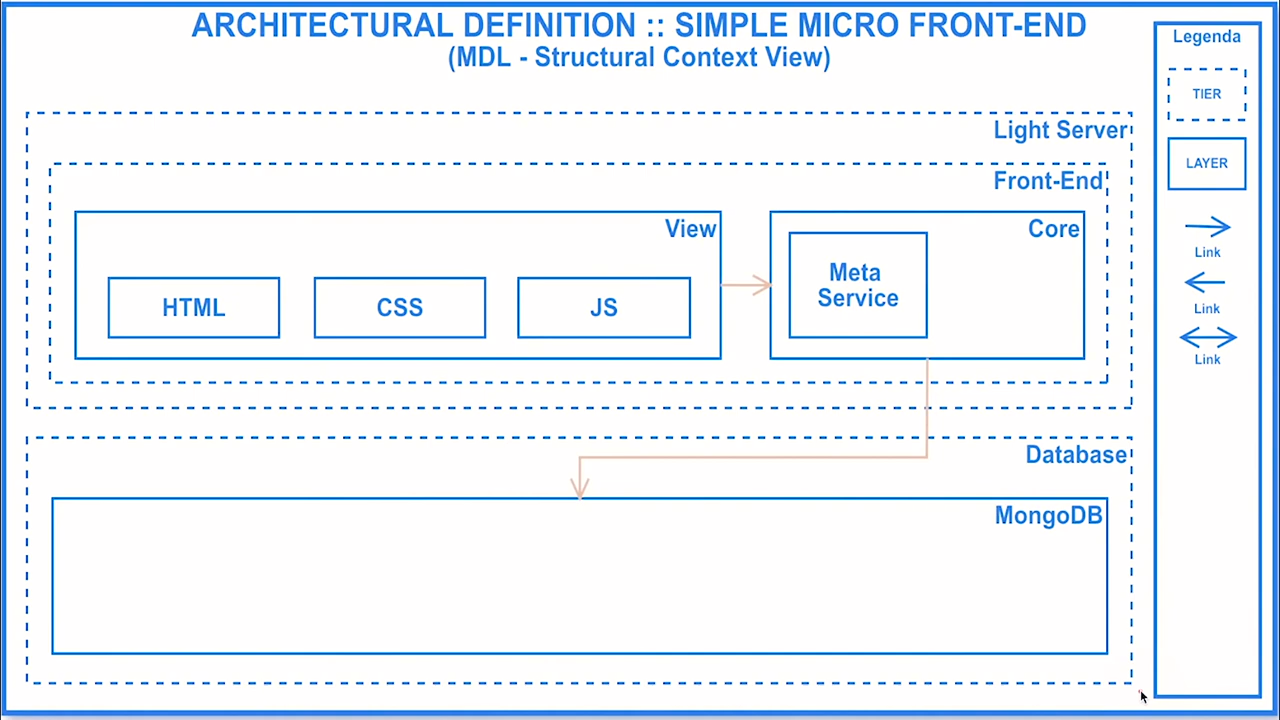 ARCHITECTURAL DEFINITION :: SIMPLE MICRO FRONT-END
(MDL - Structural Context View)
Light Server
Front-End
View
HTML
CSS
JS
Core
Meta
Service
Database
MongoDB
Legenda
TIER
LAYER
Link
Link
Link